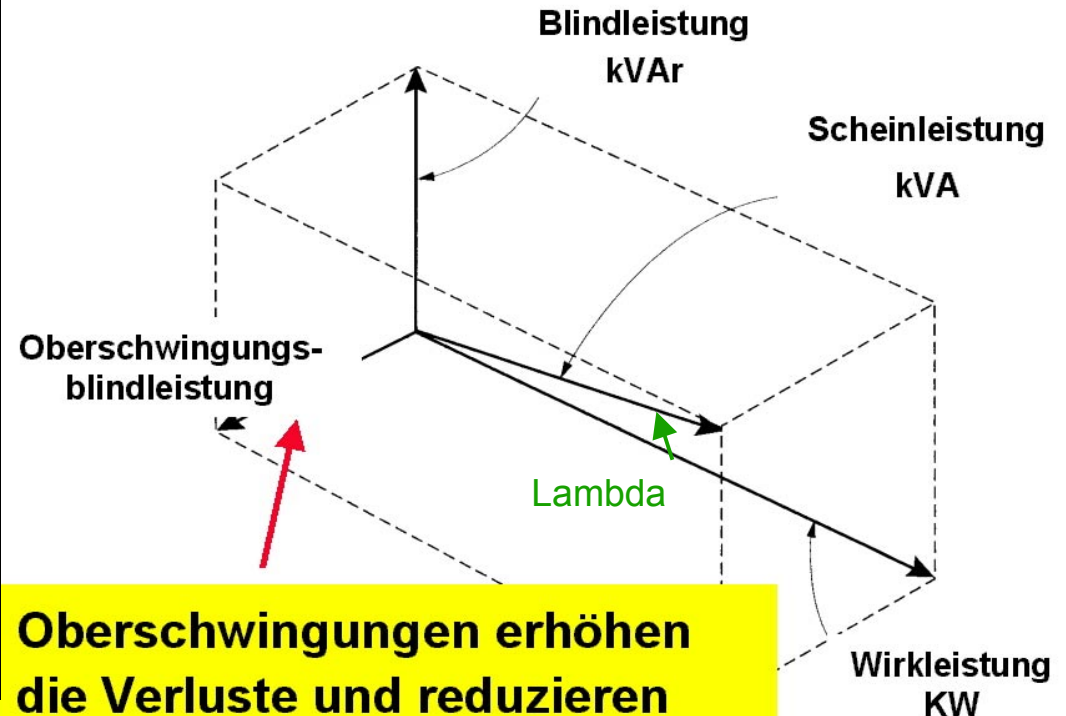 Blindleistung
kVAr
Scheinleistung
kVA
Oberschwingungs-
blindleistung
Lambda
Oberschwingungen erhöhen
die Verluste und reduzieren
Wirkleistung
KW